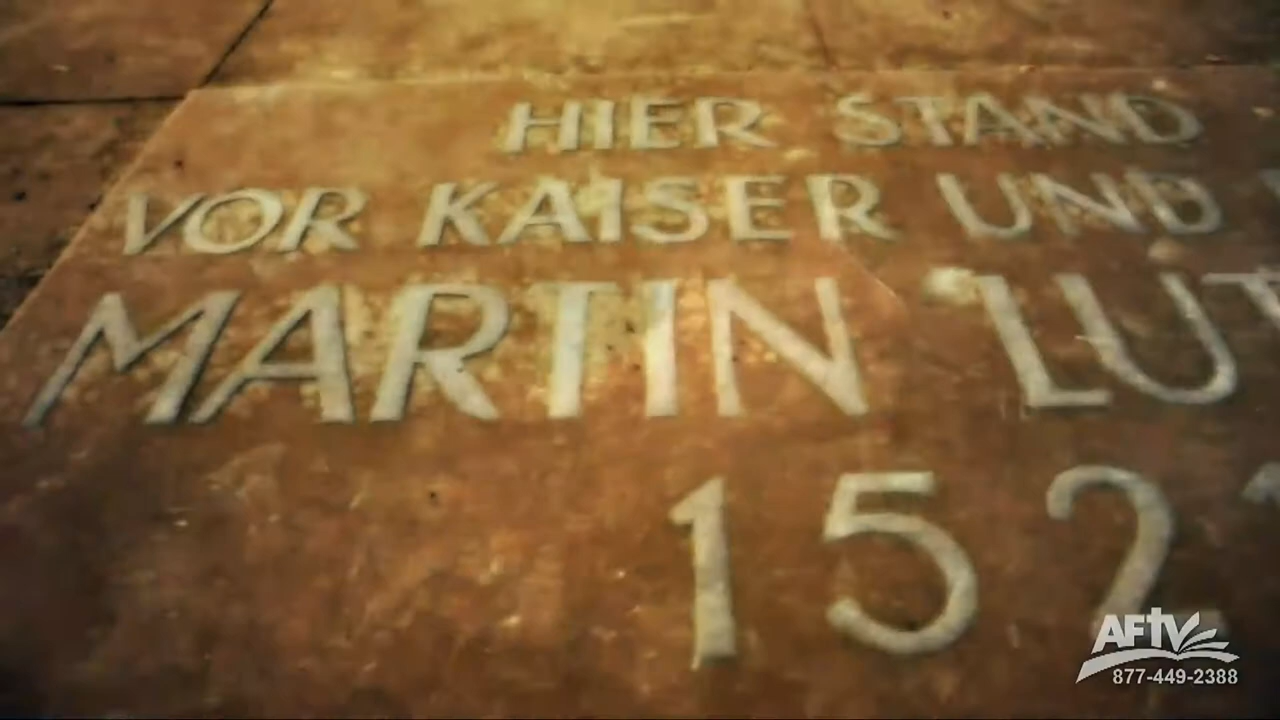 HIER STAND
VOR KAISER UND
MARTIN LUT
152
AFTV
877-449-2388